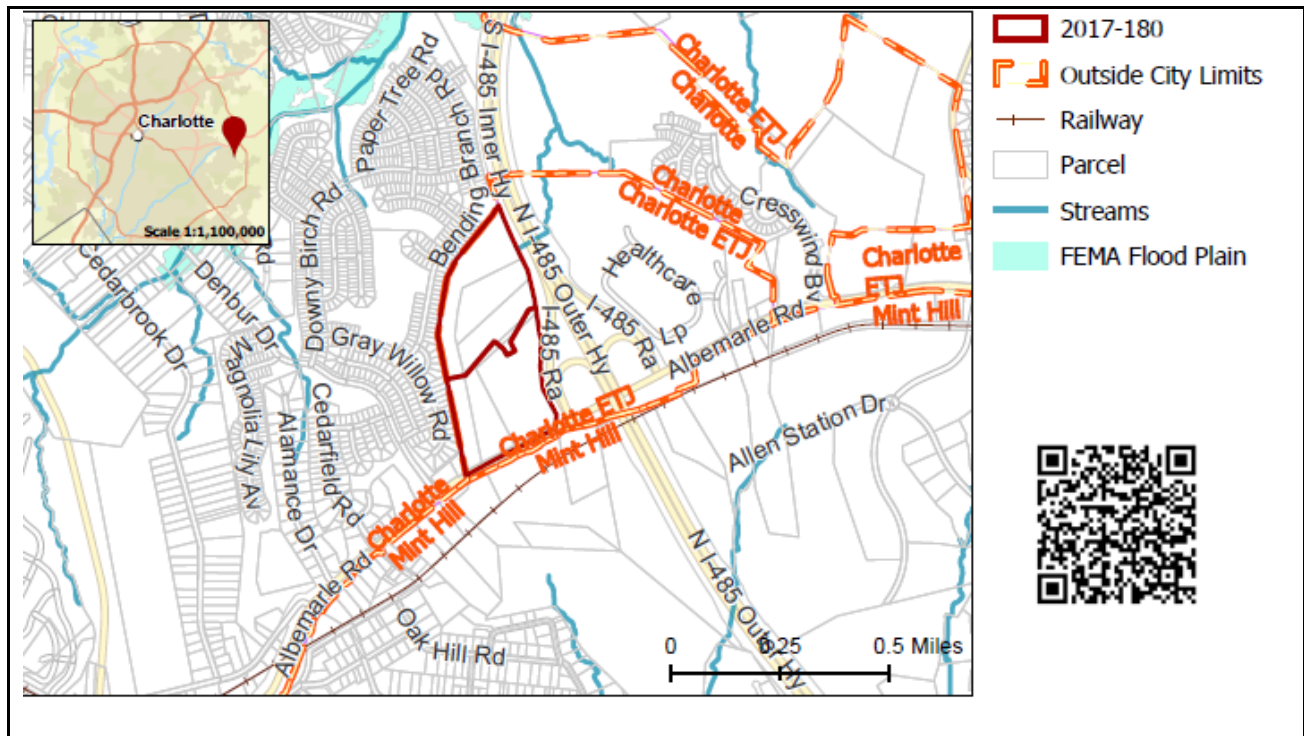 Charlotte
Scale 1:1,100,000
S I-485 Inner Hy
Paper Tree Rd
Bending Branch Rd
Charlotte ETJ
Charlotte
Charlotte
Charlotte ETJ
Cresswind Bv
Charlotte
ETJ
Mint Hill
N I-485 Outer Hy
Healthcare Lp
I-485 Ra
I-485 Ra
Albemarle Rd
Rd
Cedarbrook Dr
Denbur Dr
Downy Birch Rd
Gray Willow Rd
Magnolia Lily Av
Alamance Dr
Cedarfield Rd
Charlotte ETJ
Mint Hill
Allen Station Dr
Charlotte
Mint Hill
Albemarle Rd
Oak Hill Rd
N I-485 Outer Hy
0 0.25 0.5 Miles
2017-180
Outside City Limits
Railway
Parcel
Streams
FEMA Flood Plain